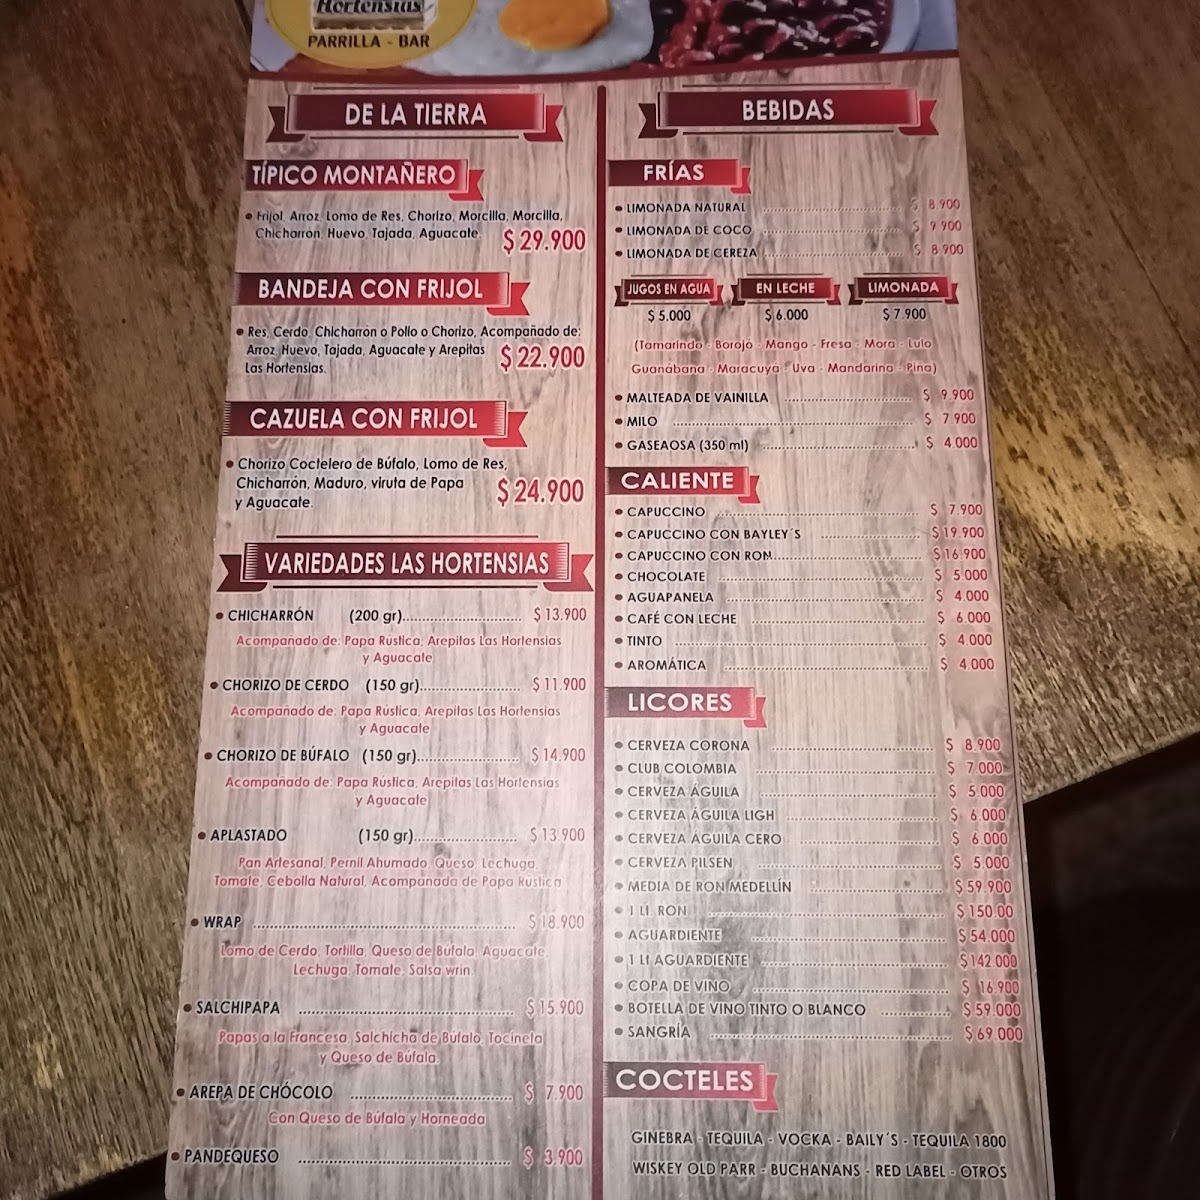 Hortensias
PARRILLA - BAR
DE LA TIERRA
TÍPICO MONTAÑERO
• Frijol, Arroz, Lomo de Res, Chorizo, Morcilla, Morcilla,
Chicharrón, Huevo, Tajada, Aguacate. $ 29.900
BANDEJA CON FRIJOL
• Res, Cerdo, Chicharron o Pollo o Chorizo, Acompañado de:
Arroz, Huevo, Tajada, Aguacate y Arepitas $ 22.900
Las Hortensias.
CAZUELA CON FRIJOL
• Chorizo Coctelero de Búfalo, Lomo de Res,
Chicharrón, Maduro, viruta de Papa $ 24.900
y Aguacate.
VARIEDADES LAS HORTENSIAS
• CHICHARRÓN (200 gr)........................ $ 13.900
Acompañado de: Papa Rústica, Arepitas Las Hortensias
y Aguacate
• CHORIZO DE CERDO (150 gr)........................ $ 11.900
Acompañado de: Papa Rústica, Arepitas Las Hortensias
y Aguacate
• CHORIZO DE BÚFALO (150 gr)........................ $ 14.900
Acompañado de: Papa Rústica, Arepitas Las Hortensias
y Aguacate
• APLASTADO (150 gr)........................ $ 13.900
Pan Artesanal, Pernil Ahumado, Queso, Lechuga,
Tomate, Cebolla Natural, Acompanada de Papa Rústica
• WRAP ........................ $ 18.900
Lomo de Cerdo, Tortilla, Queso de Búfala, Aguacate,
Lechuga, Tomate, Salsa wrin.
• SALCHIPAPA ........................ $ 15.900
Papas a la Francesa, Salchicha de Búfalo, Tocineta
y Queso de Búfala.
• AREPA DE CHÓCOLO ........................ $ 7.900
Con Queso de Búfala y Horneada
• PANDEQUESO ........................ $ 3.900
BEBIDAS
FRÍAS
• LIMONADA NATURAL ........................ $ 8.900
• LIMONADA DE COCO ........................ $ 9.900
• LIMONADA DE CEREZA ........................ $ 8.900
JUGOS EN AGUA EN LECHE LIMONADA
$ 5.000 $ 6.000 $ 7.900
(Tamarindo - Borojo - Mango - Fresa - Mora - Lulo
Guanábana - Maracuya - Uva - Mandarina - Pina)
• MALTEADA DE VAINILLA ........................ $ 9.900
• MILO ........................ $ 7.900
• GASEAOSA (350 ml) ........................ $ 4.000
CALIENTE
• CAPUCCINO ........................ $ 7.900
• CAPUCCINO CON BAYLEY´S ........................ $ 19.900
• CAPUCCINO CON RON ........................ $ 16.900
• CHOCOLATE ........................ $ 5.000
• AGUAPANELA ........................ $ 4.000
• CAFÉ CON LECHE ........................ $ 6.000
• TINTO ........................ $ 4.000
• AROMÁTICA ........................ $ 4.000
LICORES
• CERVEZA CORONA ........................ $ 8.900
• CLUB COLOMBIA ........................ $ 7.000
• CERVEZA ÁGUILA ........................ $ 5.000
• CERVEZA ÁGUILA LIGH ........................ $ 6.000
• CERVEZA ÁGUILA CERO ........................ $ 6.000
• CERVEZA PILSEN ........................ $ 5.000
• MEDIA DE RON MEDELLÍN ........................ $ 59.900
• 1 Lt. RON ........................ $ 150.00
• AGUARDIENTE ........................ $ 54.000
• 1 Lt AGUARDIENTE ........................ $ 142.000
• COPA DE VINO ........................ $ 16.900
• BOTELLA DE VINO TINTO O BLANCO ............ $ 59.000
• SANGRÍA ........................ $ 69.000
COCTELES
GINEBRA - TEQUILA - VOCKA - BAILY´S - TEQUILA 1800
WISKEY OLD PARR - BUCHANANS - RED LABEL - OTROS